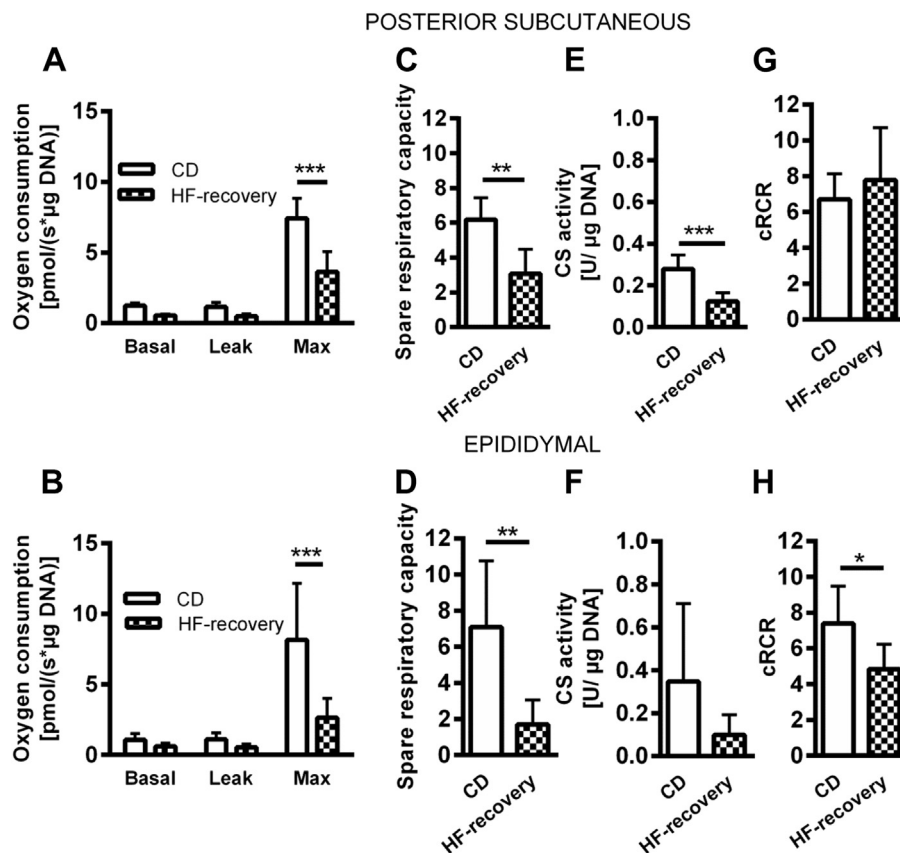 POSTERIOR SUBCUTANEOUS
A
Oxygen consumption
[pmol/(s*µg DNA)]
15
10
5
0
CD
HF-recovery
***
Basal Leak Max
C
Spare respiratory capacity
12
10
8
6
4
2
0
**
CD
HF-recovery
E
CS activity
[U/ µg DNA]
1.0
0.8
0.6
0.4
0.2
0.0
***
CD
HF-recovery
G
cRCR
12
10
8
6
4
2
0
CD
HF-recovery
EPIDIDYMAL
B
Oxygen consumption
[pmol/(s*µg DNA)]
15
10
5
0
CD
HF-recovery
***
Basal Leak Max
D
Spare respiratory capacity
12
10
8
6
4
2
0
**
CD
HF-recovery
F
CS activity
[U/ µg DNA]
1.0
0.8
0.6
0.4
0.2
0.0
CD
HF-recovery
H
cRCR
12
10
8
6
4
2
0
*
CD
HF-recovery